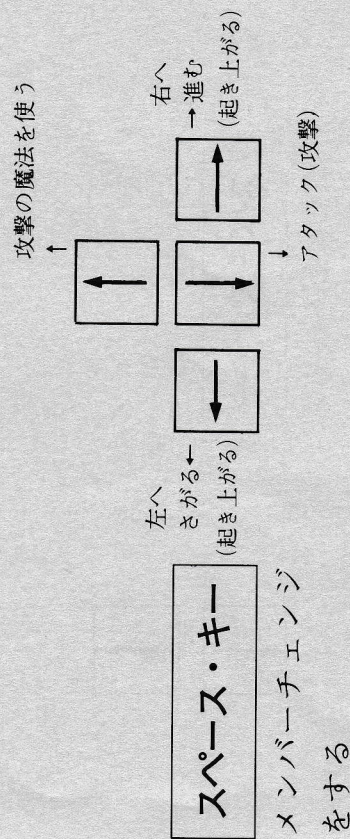 攻撃の魔法を使う
↑
↑
左へ
さがる←
(起き上がる)
←
↓
→
右へ
→進む
(起き上がる)
↓
アタック(攻撃)
スペース・キー
メンバーチェンジ
をする